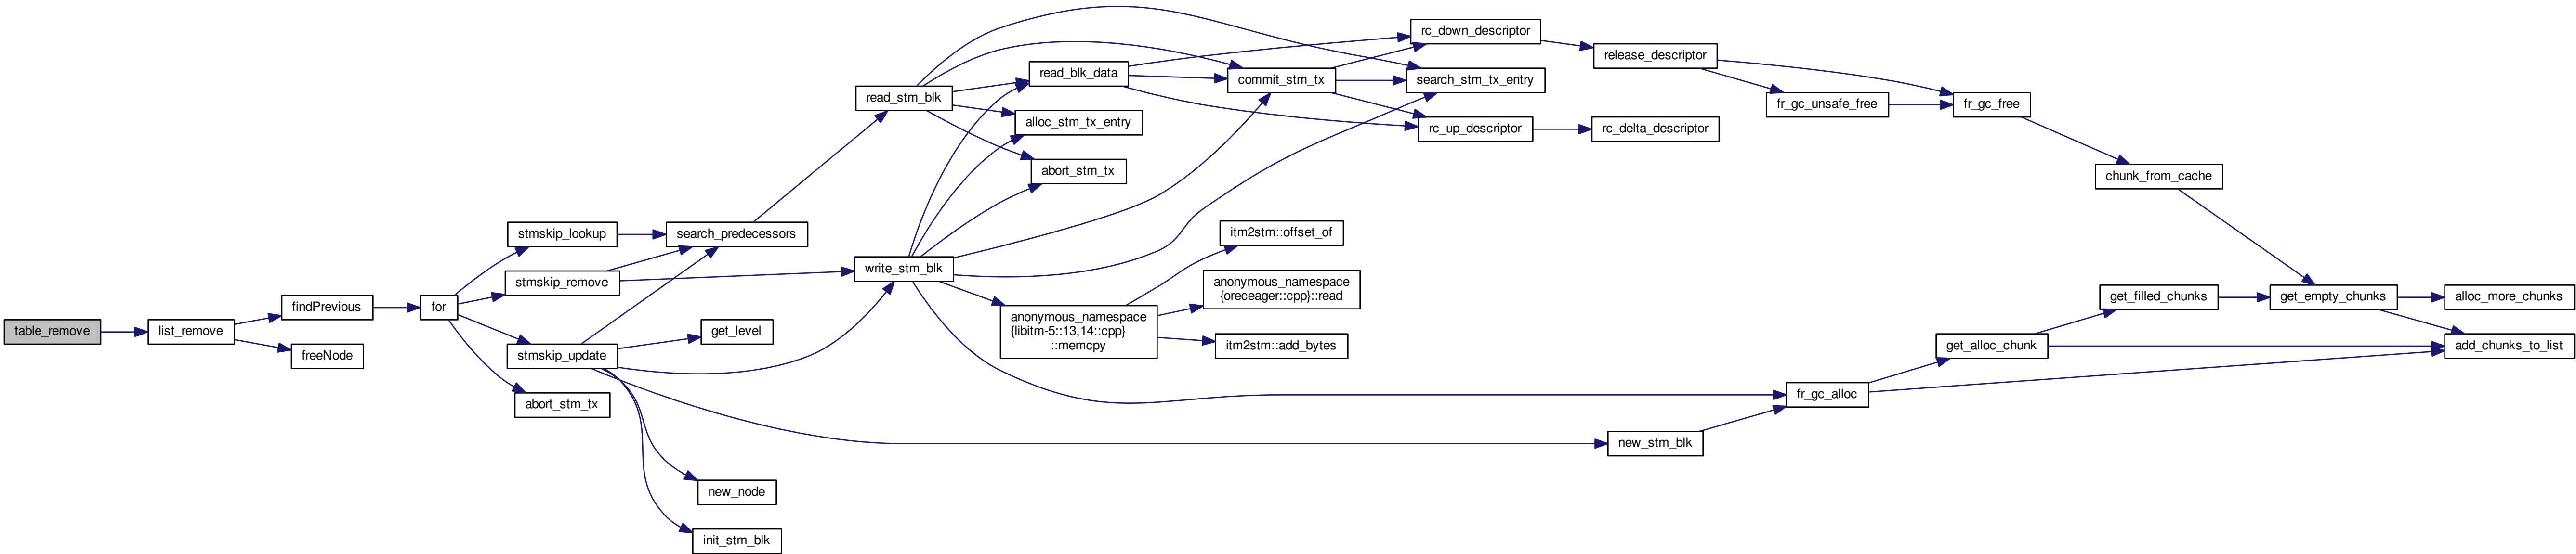 table_remove
list_remove
findPrevious
freeNode
for
stmskip_lookup
stmskip_remove
stmskip_update
abort_stm_tx
search_predecessors
get_level
new_node
init_stm_blk
read_stm_blk
write_stm_blk
read_blk_data
alloc_stm_tx_entry
abort_stm_tx
anonymous_namespace
{libitm-5::13,14::cpp}
::memcpy
commit_stm_tx
itm2stm::offset_of
anonymous_namespace
{oreceager::cpp}::read
itm2stm::add_bytes
rc_down_descriptor
search_stm_tx_entry
rc_up_descriptor
release_descriptor
rc_delta_descriptor
new_stm_blk
fr_gc_unsafe_free
fr_gc_alloc
fr_gc_free
get_alloc_chunk
chunk_from_cache
get_filled_chunks
get_empty_chunks
alloc_more_chunks
add_chunks_to_list